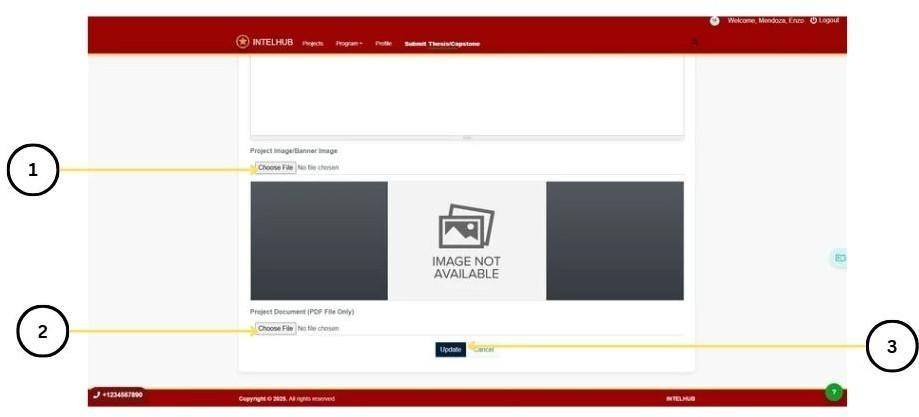 Welcome, Mendoza, Enzo Logout
INTELHUB Projects Program Profile Submit Thesis/Capstone
Project Image/Banner Image
1
Choose File No file chosen
IMAGE NOT
AVAILABLE
Project Document (PDF File Only)
2
Choose File No file chosen
Update Cancel
3
+1234567890
?
Copyright © 2025. All rights reserved
INTELHUB